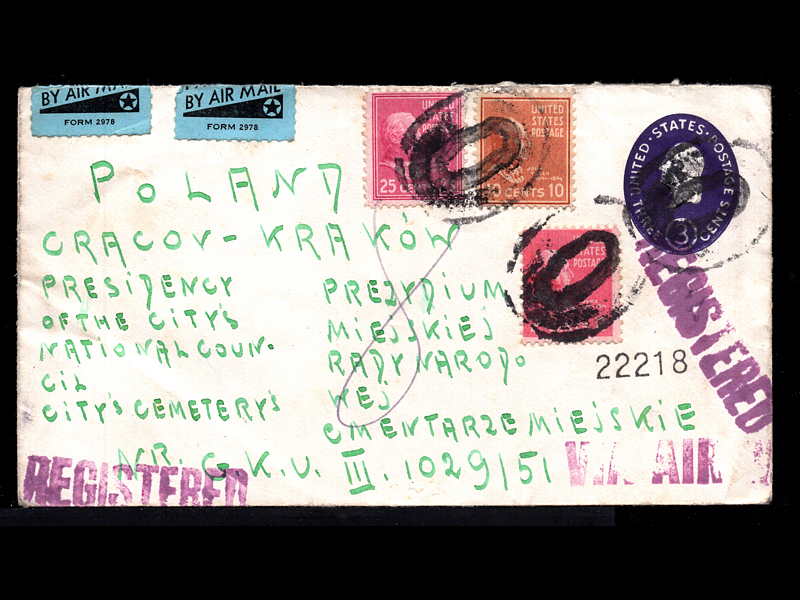 BY AIR MAIL
FORM 2978
BY AIR MAIL
FORM 2978
UNITED
STATES
POSTAGE
25 CENTS
UNITED
STATES
POSTAGE
CENTS 10
UNITED·STATES·POSTAGE
3
CENTS
STATES
POSTAGE
POLAND
CRACOV-KRAKÓW
PRESIDENCY
OF THE CITY'S
NATIONAL COUN-
CIL
CITY'S CEMETERY'S
PREZYDIUM
MIEJSKIEJ
RADY NARODO
WEJ
CMENTARZE MIEJSKIE
NR. G.K.U. III. 1029/51
22218
REGISTERED
REGISTERED
VIA AIR